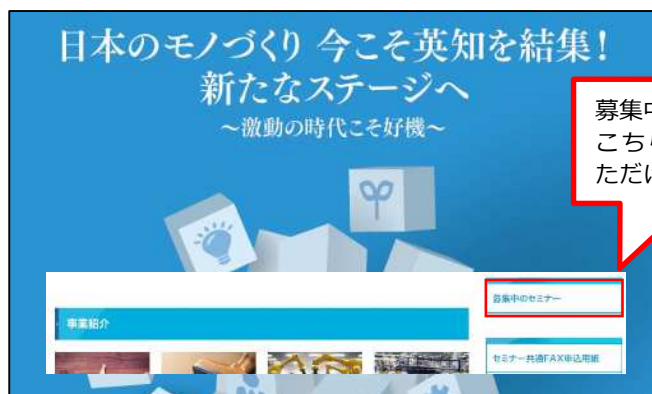 日本のモノづくり 今こそ英知を結集!
新たなステージへ
~激動の時代こそ好機~
募集中
こち
ただ
募集中のセミナー
事業紹介
セミナー共通FAX申込用紙